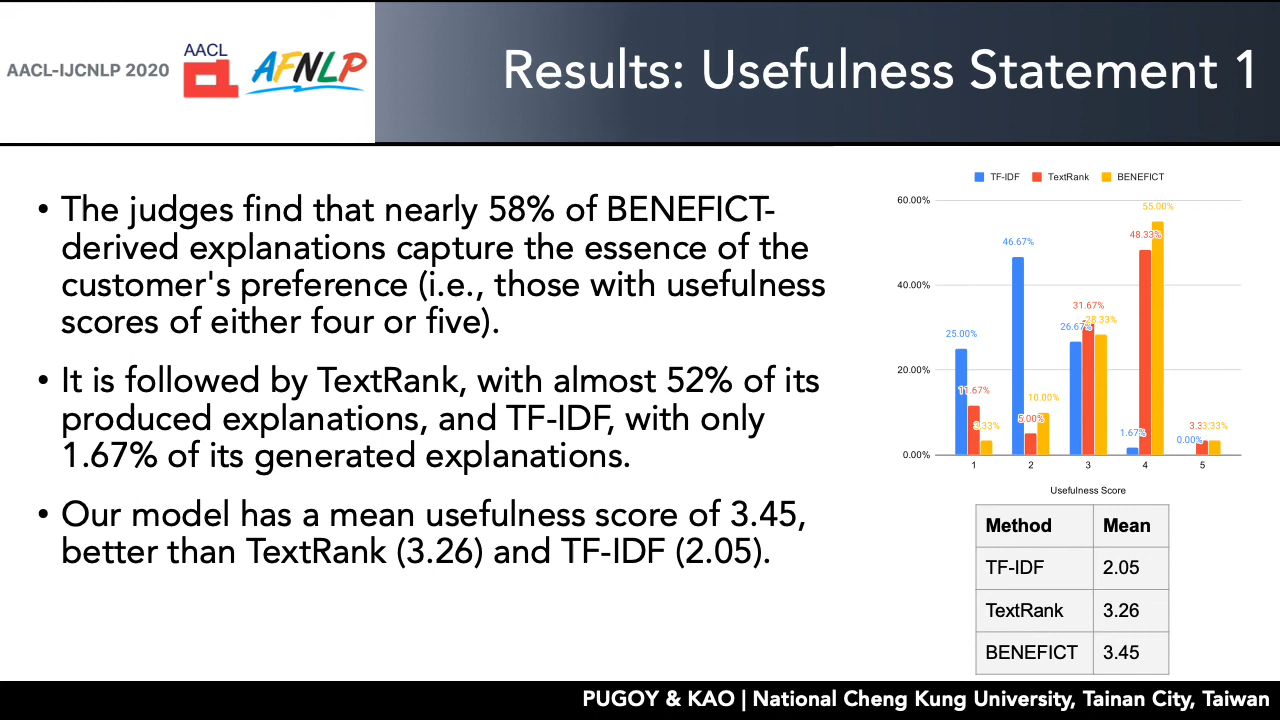 AACL-IJCNLP 2020
AACL
AFNLP
Results: Usefulness Statement 1
• The judges find that nearly 58% of BENEFICT-
derived explanations capture the essence of the
customer's preference (i.e., those with usefulness
scores of either four or five).
• It is followed by TextRank, with almost 52% of its
produced explanations, and TF-IDF, with only
1.67% of its generated explanations.
• Our model has a mean usefulness score of 3.45,
better than TextRank (3.26) and TF-IDF (2.05).
TF-IDF TextRank BENEFICT
60.00%
40.00%
20.00%
0.00%
25.00%
11.67%
3.33%
46.67%
5.00%
10.00%
26.67%
31.67%
28.33%
1.67%
48.33%
55.00%
0.00%
3.33%
1 2 3 4 5
Usefulness Score
Method Mean
TF-IDF 2.05
TextRank 3.26
BENEFICT 3.45
PUGOY & KAO | National Cheng Kung University, Tainan City, Taiwan